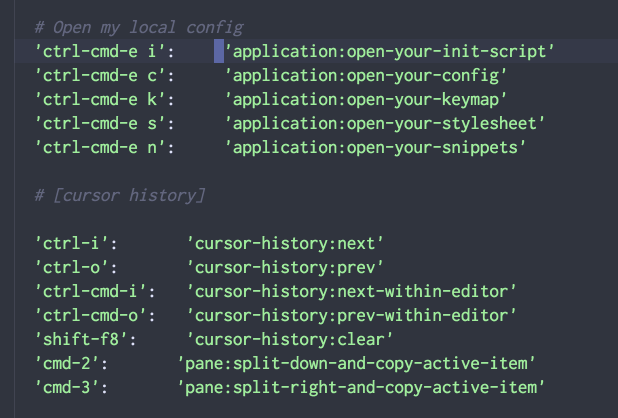 # Open my local config
'ctrl-cmd-e i':     'application:open-your-init-script'
'ctrl-cmd-e c':     'application:open-your-config'
'ctrl-cmd-e k':     'application:open-your-keymap'
'ctrl-cmd-e s':     'application:open-your-stylesheet'
'ctrl-cmd-e n':     'application:open-your-snippets'

# [cursor history]

'ctrl-i':       'cursor-history:next'
'ctrl-o':       'cursor-history:prev'
'ctrl-cmd-i':   'cursor-history:next-within-editor'
'ctrl-cmd-o':   'cursor-history:prev-within-editor'
'shift-f8':     'cursor-history:clear'
'cmd-2':       'pane:split-down-and-copy-active-item'
'cmd-3':       'pane:split-right-and-copy-active-item'